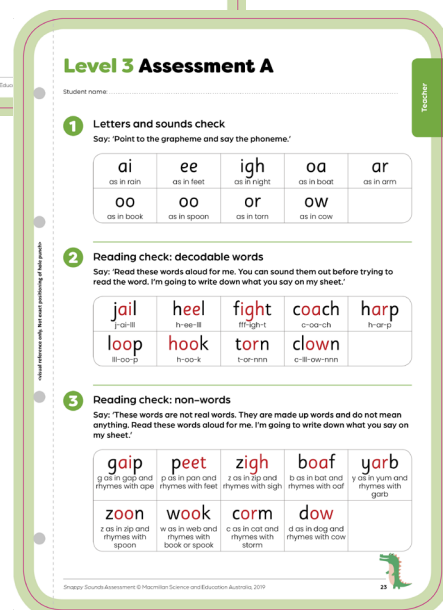 Educ
Level 3 Assessment A
Student name:
Teacher
1 Letters and sounds check
Say: 'Point to the grapheme and say the phoneme.'
ai ee igh oa ar
as in rain as in feet as in night as in boat as in arm
oo oo or ow
as in book as in spoon as in torn as in cow
<visual reference only. Not exact positioning of hole punch>
2 Reading check: decodable words
Say: 'Read these words aloud for me. You can sound them out before trying to
read the word. I'm going to write down what you say on my sheet.'
jail heel fight coach harp
j-ai-lll h-ee-lll fff-igh-t c-oa-ch h-ar-p
loop hook torn clown
lll-oo-p h-oo-k t-or-nnn c-lll-ow-nnn
3 Reading check: non-words
Say: 'These words are not real words. They are made up words and do not mean
anything. Read these words aloud for me. I'm going to write down what you say on
my sheet.'
gaip peet zigh boaf yarb
g as in gap and p as in pan and z as in zip and b as in bat and y as in yum and
rhymes with ape rhymes with feet rhymes with sigh rhymes with oaf rhymes with
garb
zoon wook corm dow
z as in zip and w as in web and c as in cat and d as in dog and
rhymes with rhymes with rhymes with rhymes with cow
spoon book or spook storm
Snappy Sounds Assessment © Macmillan Science and Education Australia, 2019
23